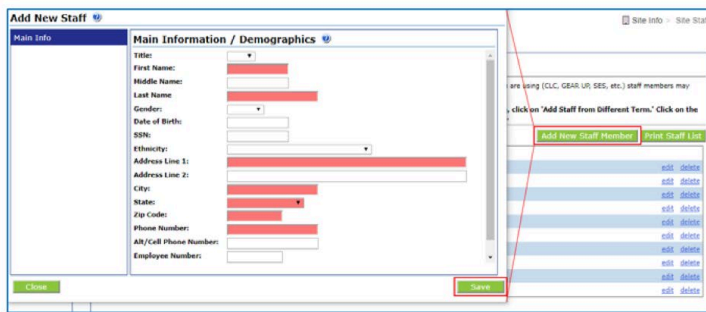 Add New Staff
Site Info > Site Staf
Main Info
Main Information / Demographics
Title:
First Name:
Middle Name:
Last Name
Gender:
Date of Birth:
SSN:
Ethnicity:
Address Line 1:
Address Line 2:
City:
State:
Zip Code:
Phone Number:
Alt/Cell Phone Number:
Employee Number:
Close
Save
are using (CLC, GEAR UP, SES, etc.) staff members may
, click on 'Add Staff from Different Term.' Click on the
Add New Staff Member Print Staff List
edit delete
edit delete
edit delete
edit delete
edit delete
edit delete
edit delete
edit delete
edit delete
edit delete